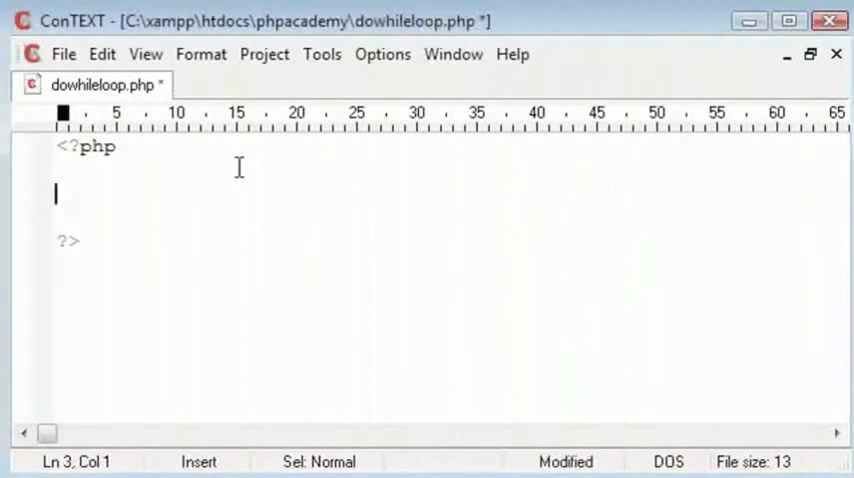 ConTEXT - [C:\xampp\htdocs\phpacademy\dowhileloop.php *]
File Edit View Format Project Tools Options Window Help
dowhileloop.php *
5 10 15 20 25 30 35 40 45 50 55 60 65
<?php
?>
Ln 3, Col 1 Insert Sel: Normal Modified DOS File size: 13